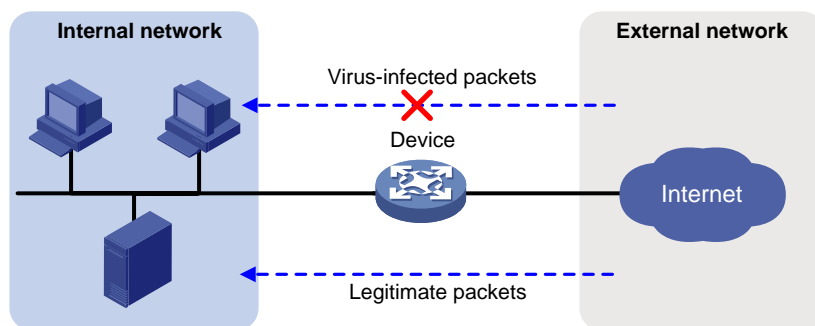 Internal network
External network
Virus-infected packets
Device
Internet
Legitimate packets